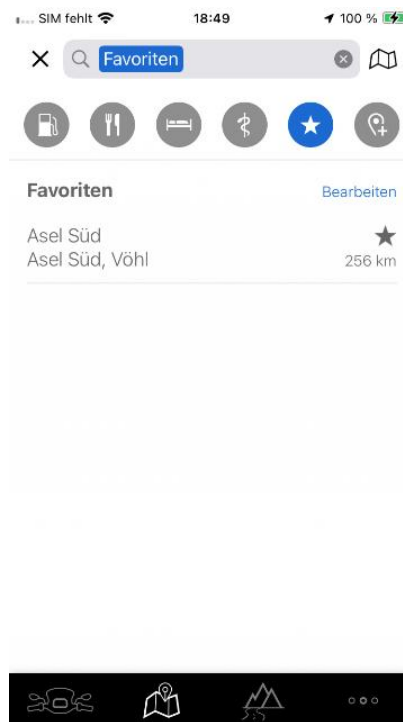 SIM fehlt 18:49 100 %
Favoriten
Favoriten Bearbeiten
Asel Süd
Asel Süd, Vöhl 256 km